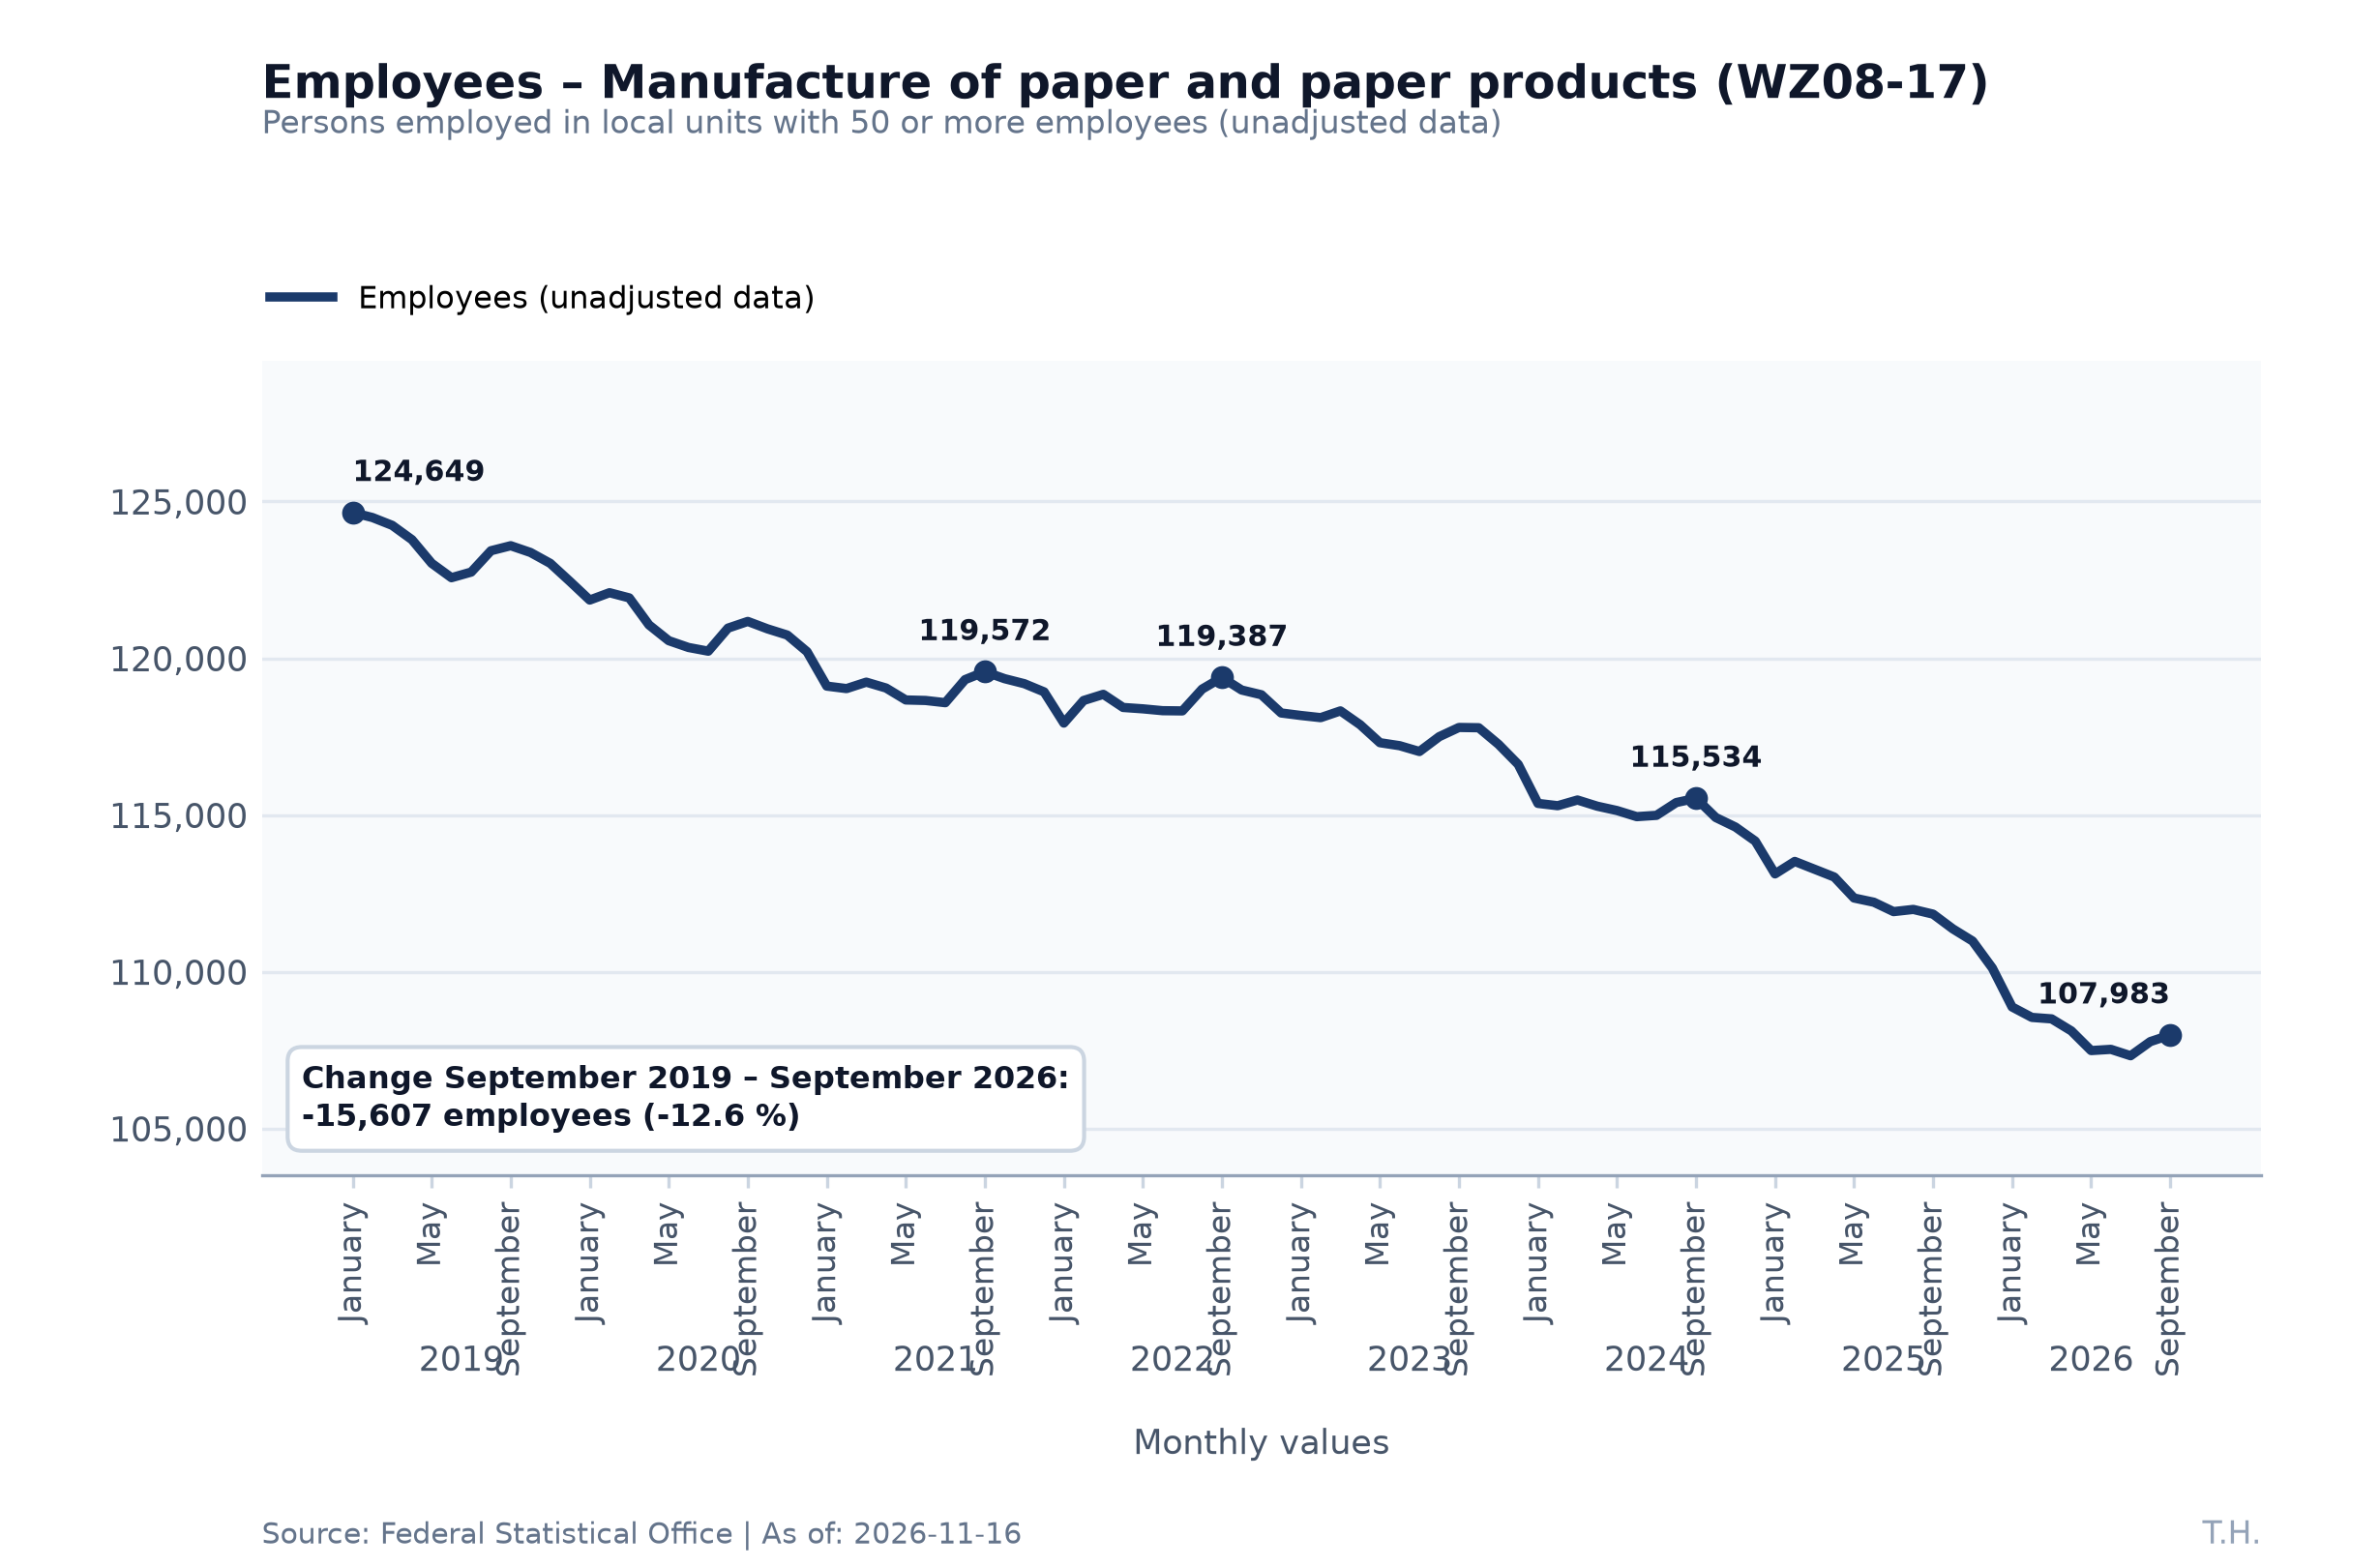 Employees – Manufacture of paper and paper products (WZ08-17)
Persons employed in local units with 50 or more employees (unadjusted data)
Employees (unadjusted data)
124,649
125,000
119,572
119,387
120,000
115,534
115,000
110,000
107,983
Change September 2019 – September 2026:
-15,607 employees (-12.6 %)
105,000
January May September January May September January May September January May September January May September January May September January May September January May September
2019 2020 2021 2022 2023 2024 2025 2026
Monthly values
Source: Federal Statistical Office | As of: 2026-11-16
T.H.